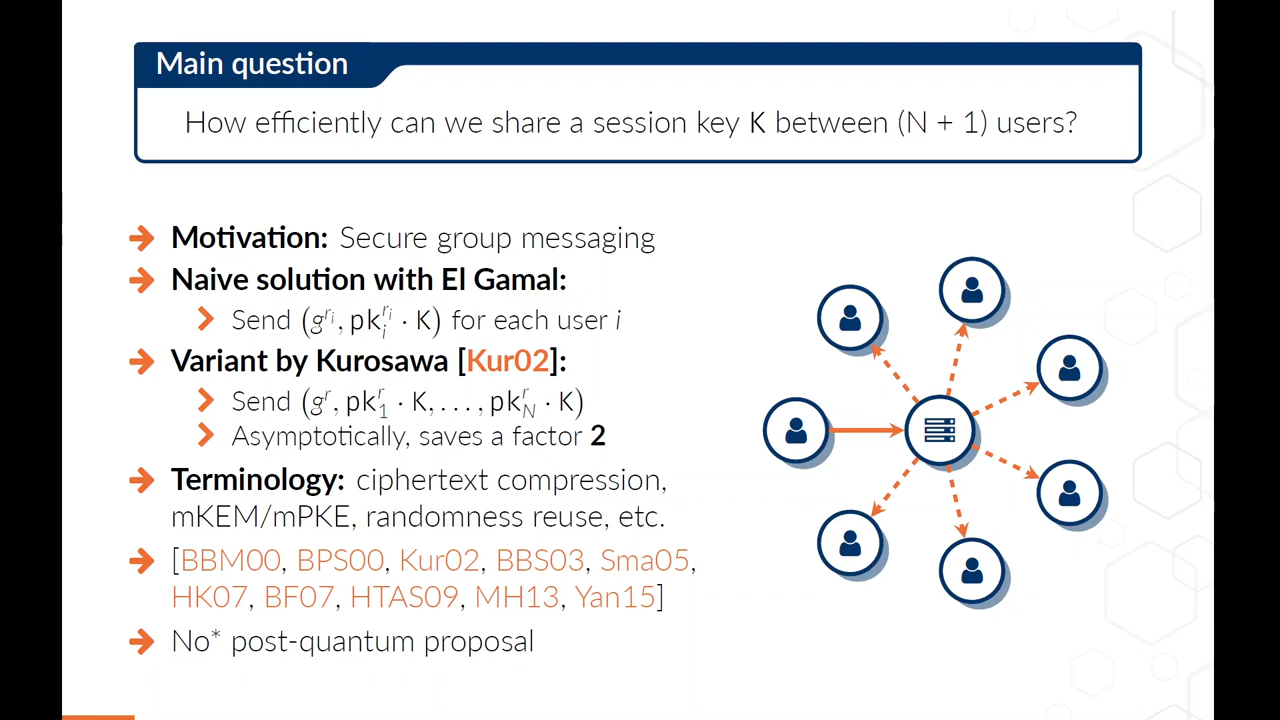 Main question
How efficiently can we share a session key K between (N + 1) users?
Motivation: Secure group messaging
Naive solution with El Gamal:
Send (g^{r_i}, pk_i^{r_i} · K) for each user i
Variant by Kurosawa [Kur02]:
Send (g^r, pk_1^r · K, . . . , pk_N^r · K)
Asymptotically, saves a factor 2
Terminology: ciphertext compression,
mKEM/mPKE, randomness reuse, etc.
[BBM00, BPS00, Kur02, BBS03, Sma05,
HK07, BF07, HTAS09, MH13, Yan15]
No* post-quantum proposal